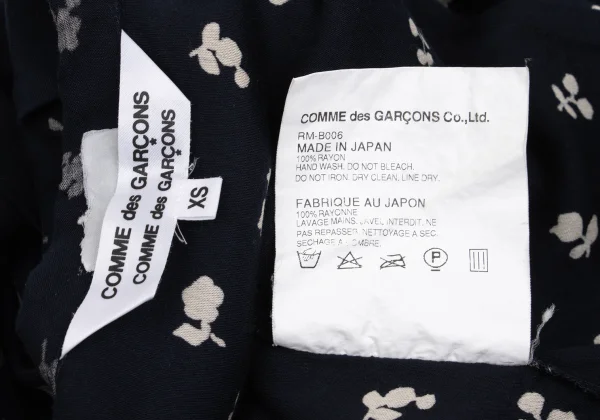 COMME des GARÇONS
COMME des GARÇONS
XS
COMME des GARÇONS Co.,Ltd.
RM-B006
MADE IN JAPAN
100% RAYON
HAND WASH. DO NOT BLEACH.
DO NOT IRON. DRY CLEAN. LINE DRY.
FABRIQUE AU JAPON
100% RAYONNE
LAVAGE MAINS. JAVEL INTERDIT. NE
PAS REPASSER. NETTOYAGE A SEC.
SECHAGE A L'OMBRE.
P